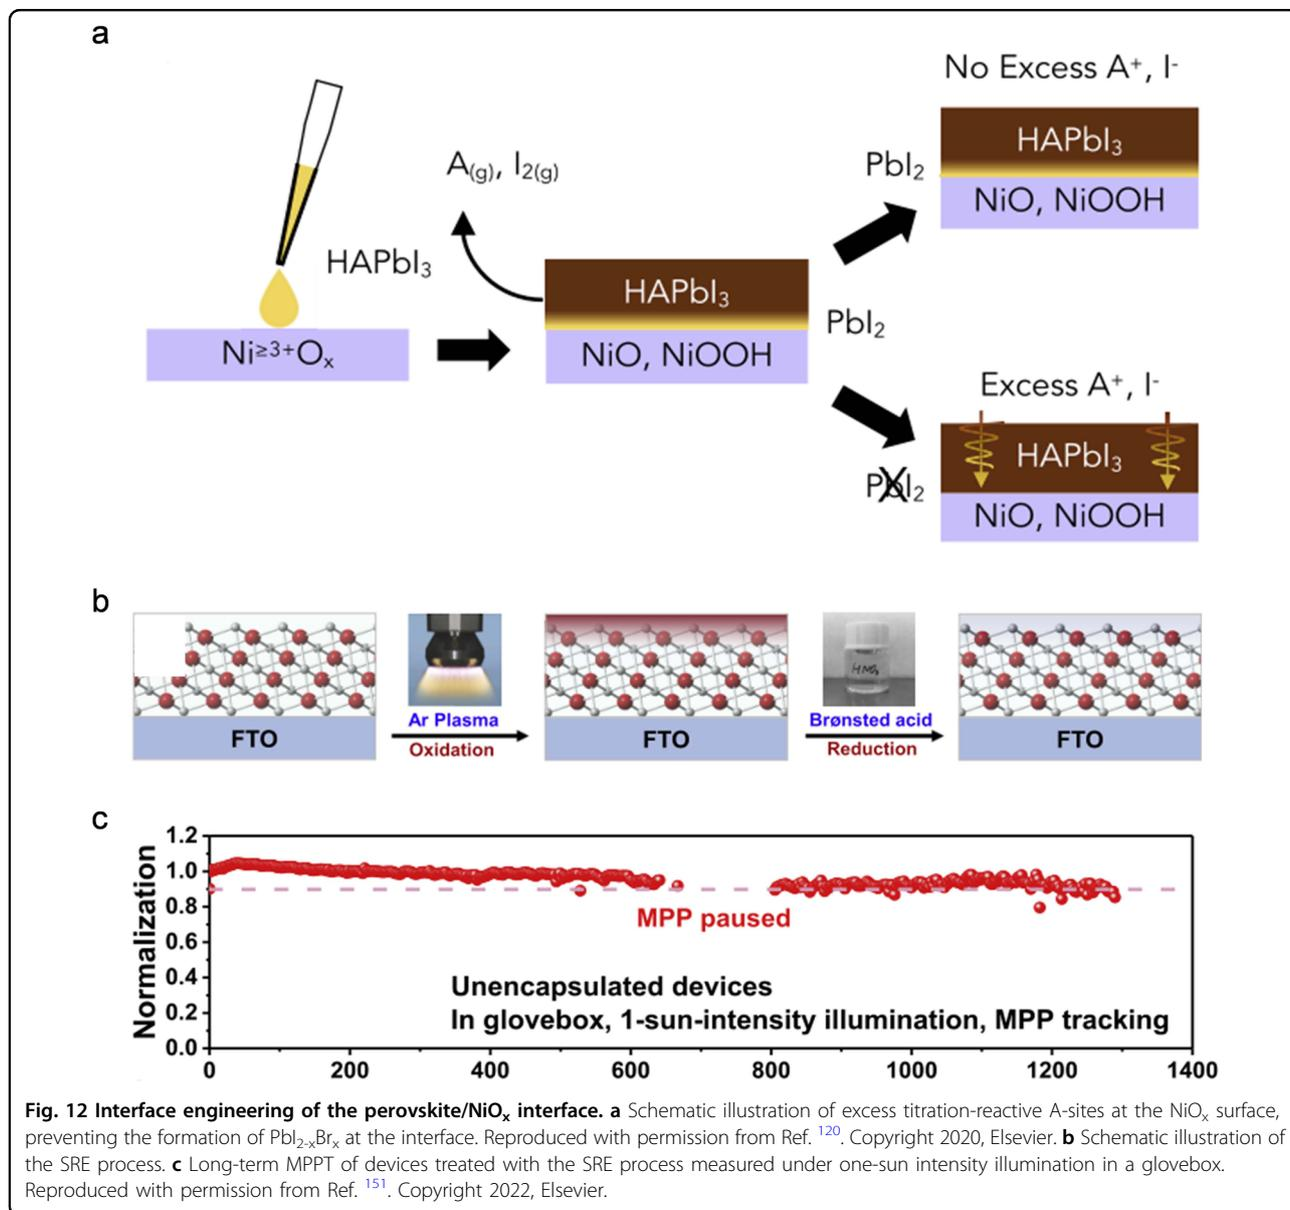 a
No Excess A⁺, I⁻
HAPbI₃
PbI₂
NiO, NiOOH
A₍g₎, I₂₍g₎
HAPbI₃
Ni≥³⁺Oₓ
HAPbI₃
PbI₂
NiO, NiOOH
Excess A⁺, I⁻
HAPbI₃
PbI₂
NiO, NiOOH
b
Ar Plasma
Oxidation
HNO₃
Brønsted acid
Reduction
FTO
FTO
FTO
c
Normalization
1.2
1.0
0.8
0.6
0.4
0.2
0.0
MPP paused
Unencapsulated devices
In glovebox, 1-sun-intensity illumination, MPP tracking
0 200 400 600 800 1000 1200 1400
Fig. 12 Interface engineering of the perovskite/NiOₓ interface. a Schematic illustration of excess titration-reactive A-sites at the NiOₓ surface,
preventing the formation of PbI₂₋ₓBrₓ at the interface. Reproduced with permission from Ref. ¹²⁰. Copyright 2020, Elsevier. b Schematic illustration of
the SRE process. c Long-term MPPT of devices treated with the SRE process measured under one-sun intensity illumination in a glovebox.
Reproduced with permission from Ref. ¹⁵¹. Copyright 2022, Elsevier.